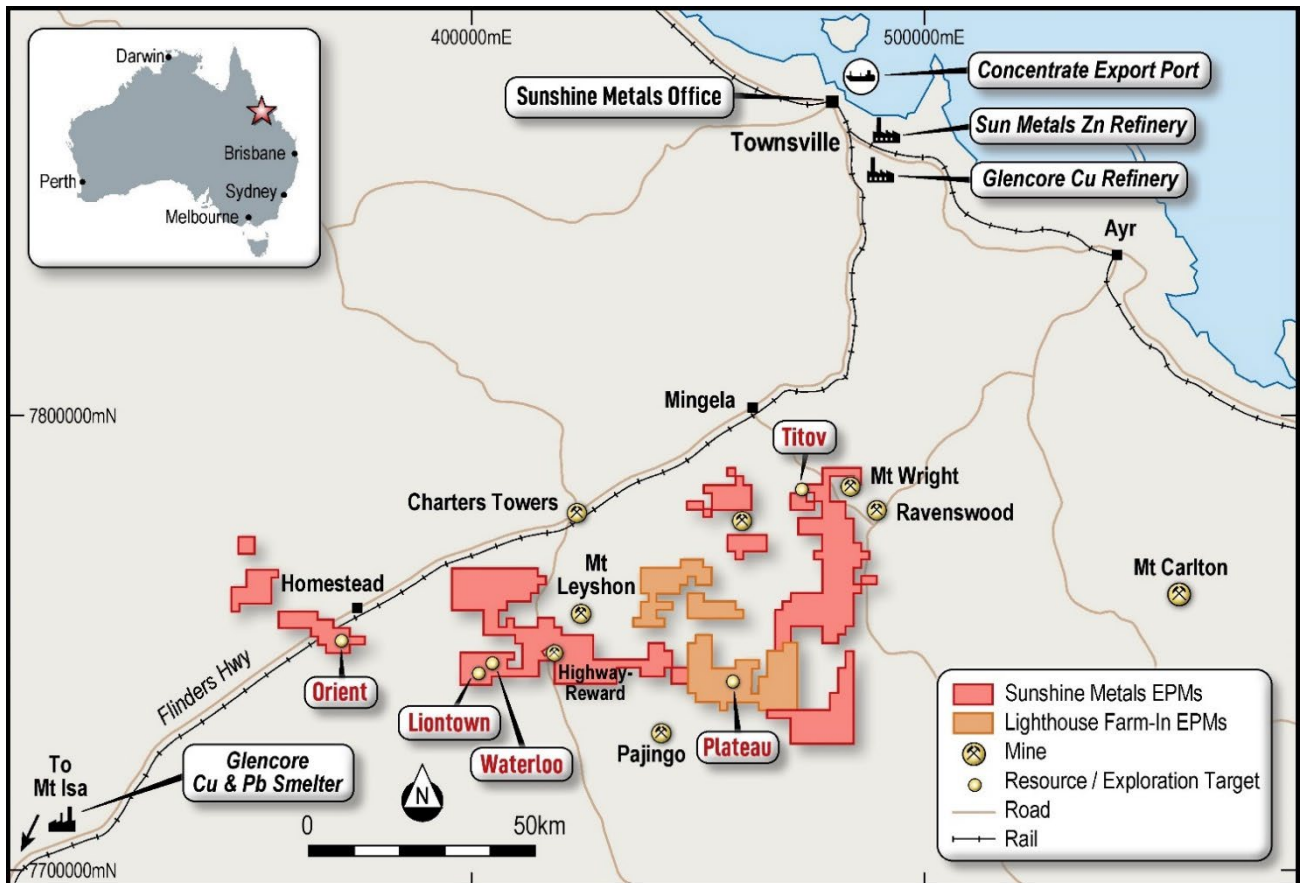 400000mE
500000mE
Darwin
Brisbane
Perth
Sydney
Melbourne
Sunshine Metals Office
Townsville
Concentrate Export Port
Sun Metals Zn Refinery
Glencore Cu Refinery
Ayr
7800000mN
Mingela
Titov
Mt Wright
Ravenswood
Charters Towers
Mt
Leyshon
Mt Carlton
Homestead
Orient
Highway-
Reward
Liontown
Waterloo
Plateau
Pajingo
Flinders Hwy
To
Mt Isa
Glencore
Cu & Pb Smelter
N
0
50km
7700000mN
Sunshine Metals EPMs
Lighthouse Farm-In EPMs
Mine
Resource / Exploration Target
Road
Rail